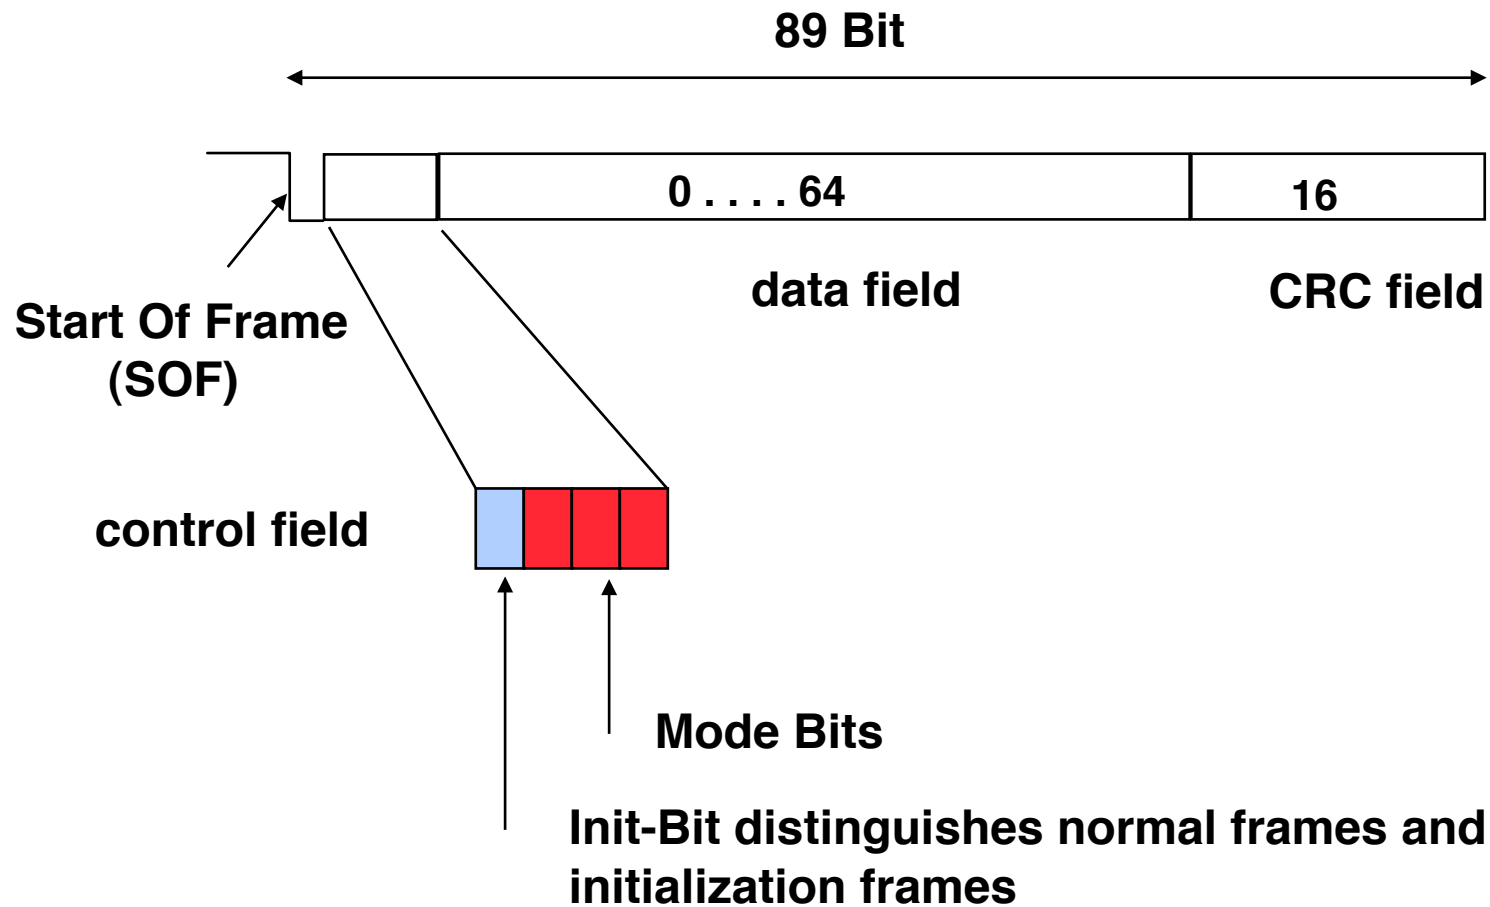 89 Bit
0 . . . . 64
16
data field
CRC field
Start Of Frame
(SOF)
control field
Mode Bits
Init-Bit distinguishes normal frames and
initialization frames